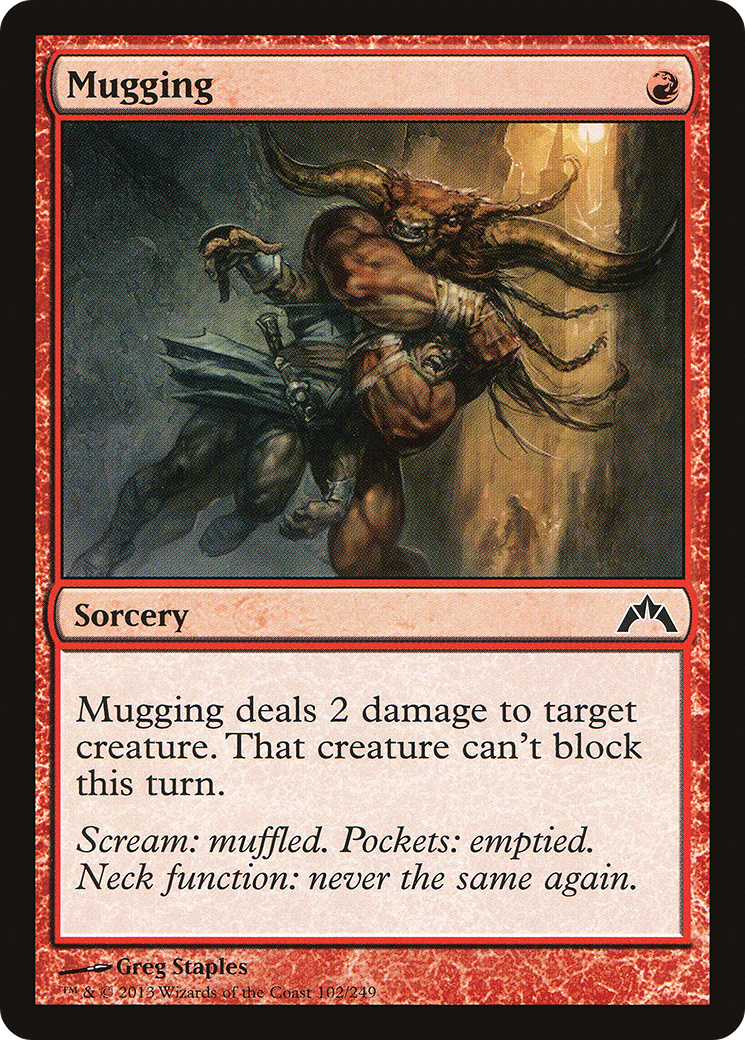 Mugging
Sorcery
Mugging deals 2 damage to target
creature. That creature can't block
this turn.
Scream: muffled. Pockets: emptied.
Neck function: never the same again.
Greg Staples
™ & © 2013 Wizards of the Coast 102/249